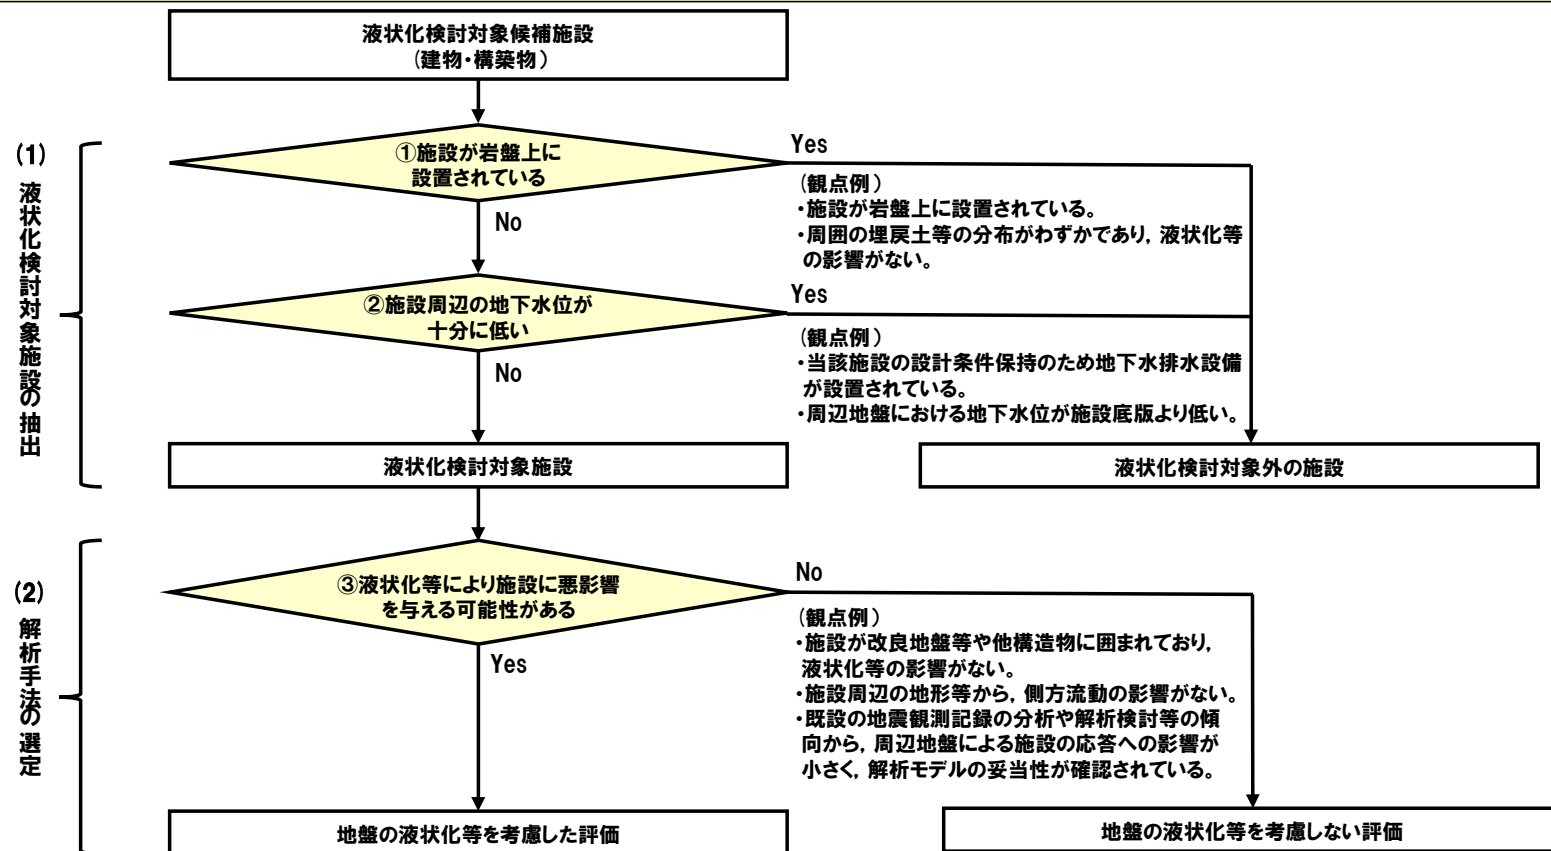 液状化検討対象候補施設
(建物・構築物)
(1)
液状化検討対象施設の抽出
①施設が岩盤上に
設置されている
Yes
(観点例)
・施設が岩盤上に設置されている。
・周囲の埋戻土等の分布がわずかであり，液状化等
の影響がない。
No
②施設周辺の地下水位が
十分に低い
Yes
(観点例)
・当該施設の設計条件保持のため地下水排水設備
が設置されている。
・周辺地盤における地下水位が施設底版より低い。
No
液状化検討対象施設
液状化検討対象外の施設
(2)
解析手法の選定
③液状化等により施設に悪影響
を与える可能性がある
No
(観点例)
・施設が改良地盤等や他構造物に囲まれており，
液状化等の影響がない。
・施設周辺の地形等から，側方流動の影響がない。
・既設の地震観測記録の分析や解析検討等の傾
向から，周辺地盤による施設の応答への影響が
小さく，解析モデルの妥当性が確認されている。
Yes
地盤の液状化等を考慮した評価
地盤の液状化等を考慮しない評価